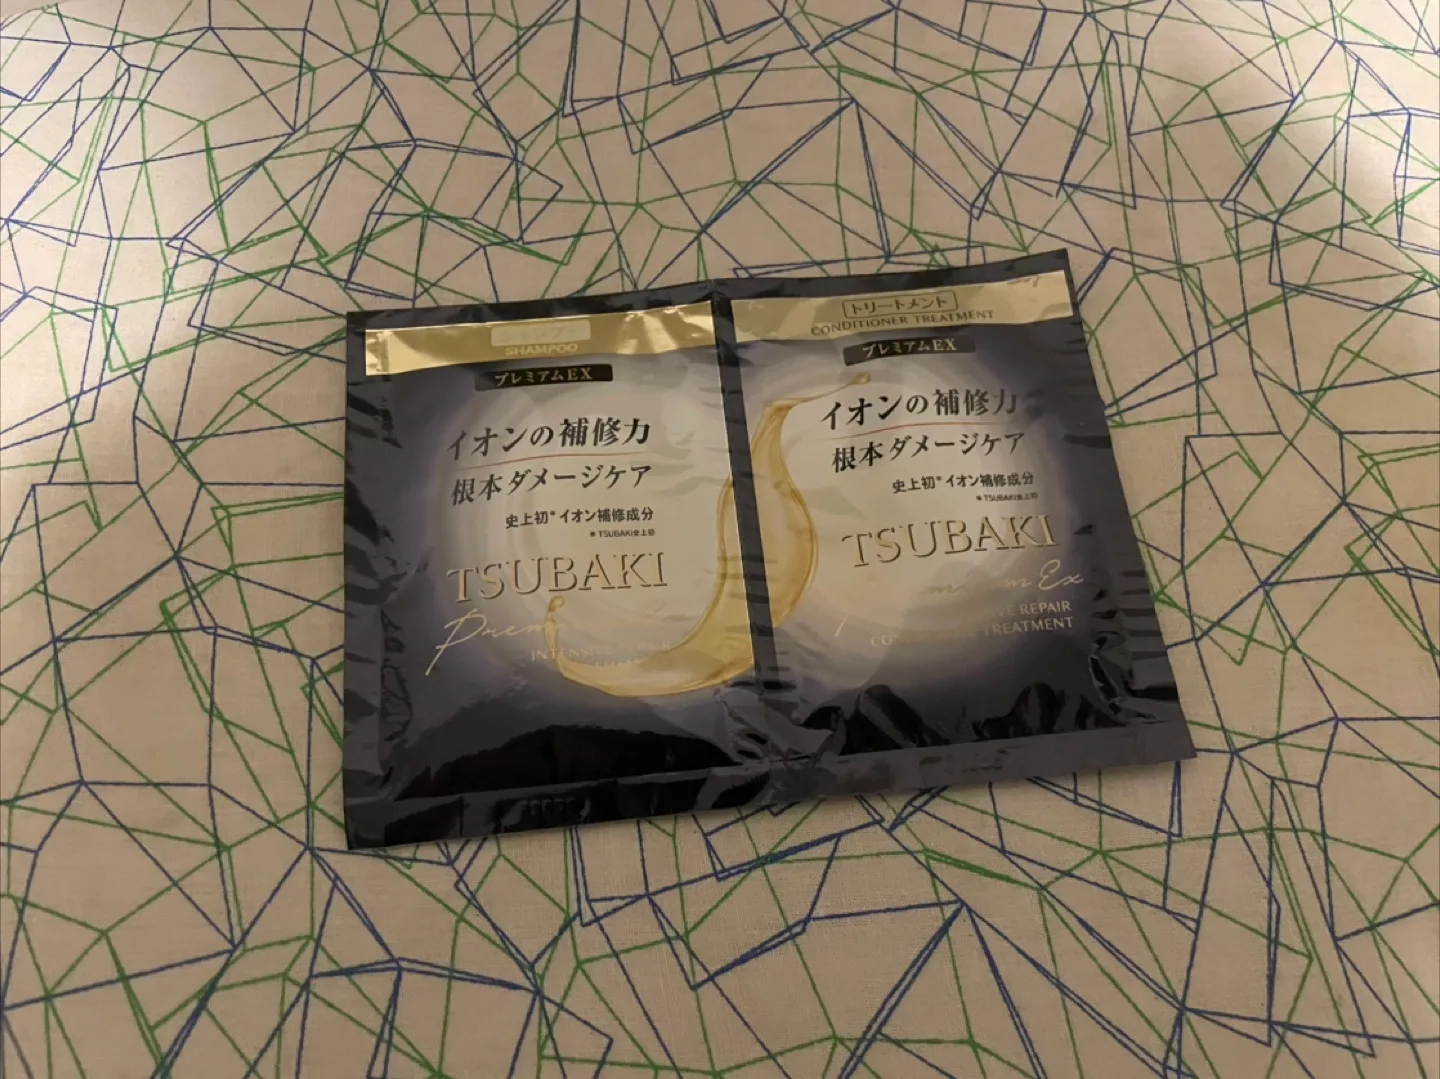 SHAMPOO
プレミアムEX
イオンの補修力
根本ダメージケア
史上初* イオン補修成分
* TSUBAKI史上初
TSUBAKI
INTENSIVE REPAIR
トリートメント
CONDITIONER TREATMENT
プレミアムEX
イオンの補修力
根本ダメージケア
史上初* イオン補修成分
* TSUBAKI史上初
TSUBAKI
Ex
REPAIR
TREATMENT